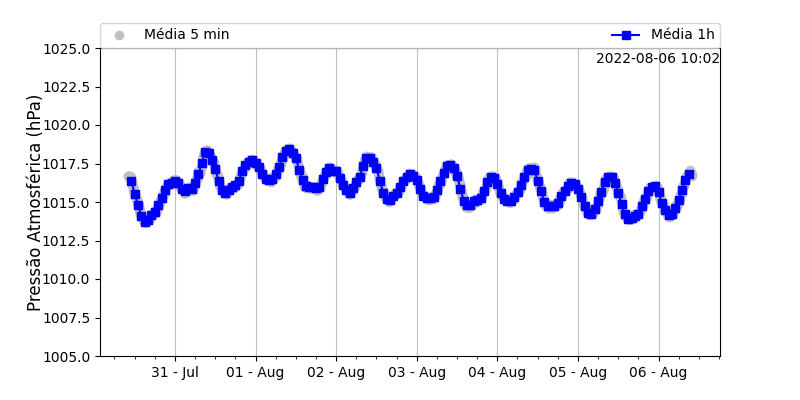 Média 5 min
Média 1h
2022-08-06 10:02
Pressão Atmosférica (hPa)
1025.0
1022.5
1020.0
1017.5
1015.0
1012.5
1010.0
1007.5
1005.0
31 - Jul
01 - Aug
02 - Aug
03 - Aug
04 - Aug
05 - Aug
06 - Aug